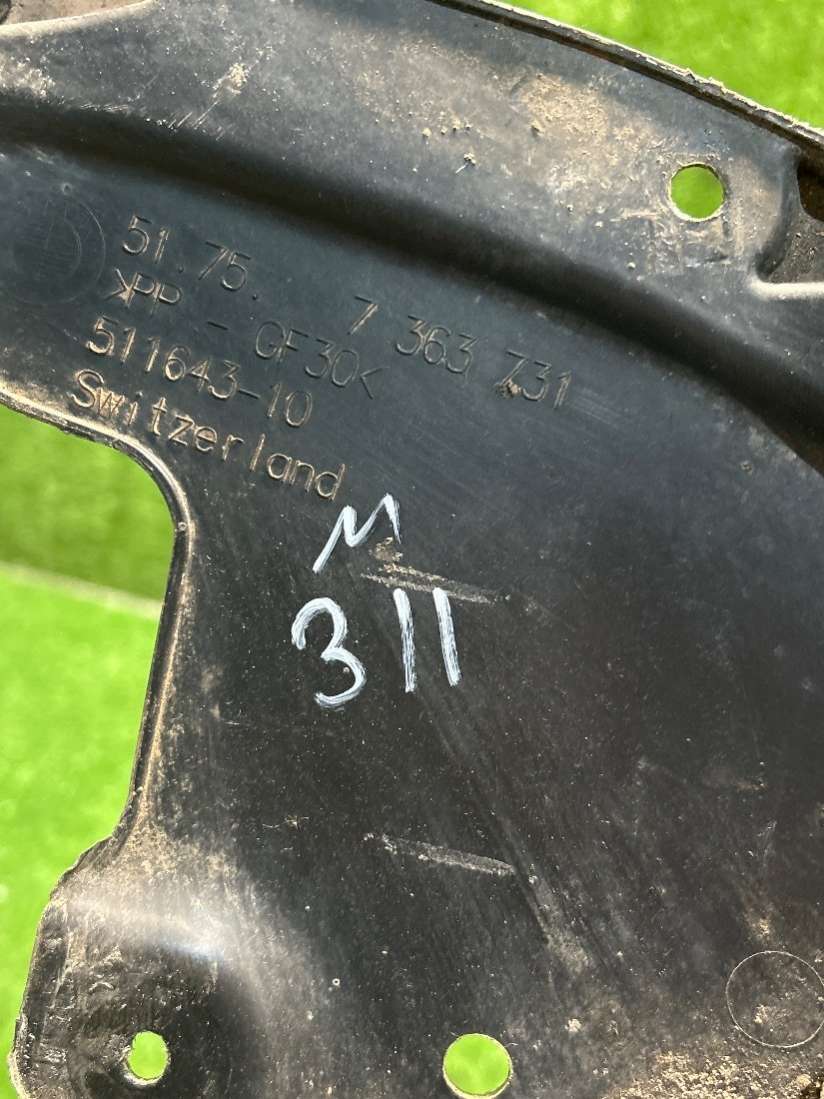 51.75. 7 363 731
>PP - GF30<
511643-10
Switzerland
M
311